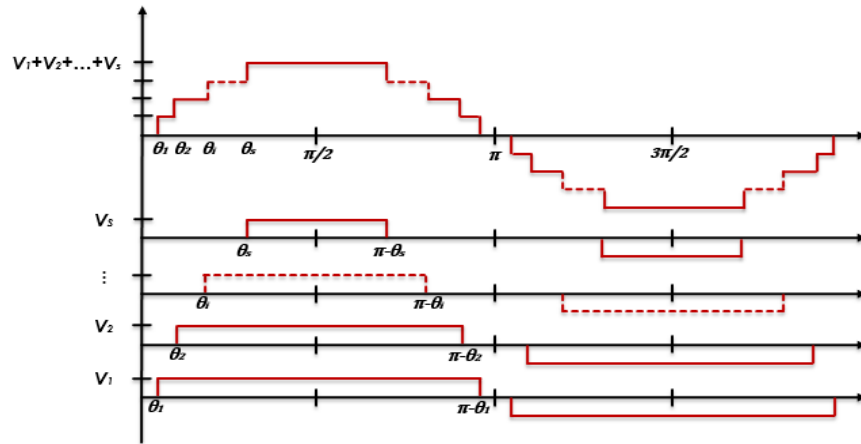 V₁+V₂+...+Vₛ
θ₁ θ₂ θᵢ θₛ π/2 π 3π/2
Vₛ
θₛ π-θₛ
⋮
θᵢ π-θᵢ
V₂
θ₂ π-θ₂
V₁
θ₁ π-θ₁